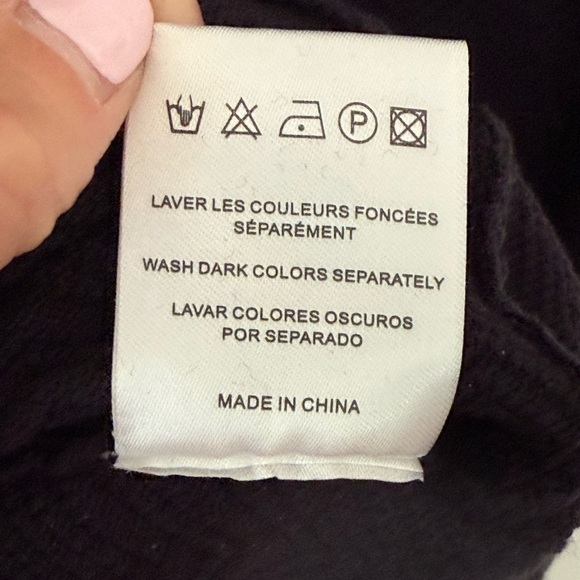 P
LAVER LES COULEURS FONCÉES
SÉPARÉMENT
WASH DARK COLORS SEPARATELY
LAVAR COLORES OSCUROS
POR SEPARADO
MADE IN CHINA